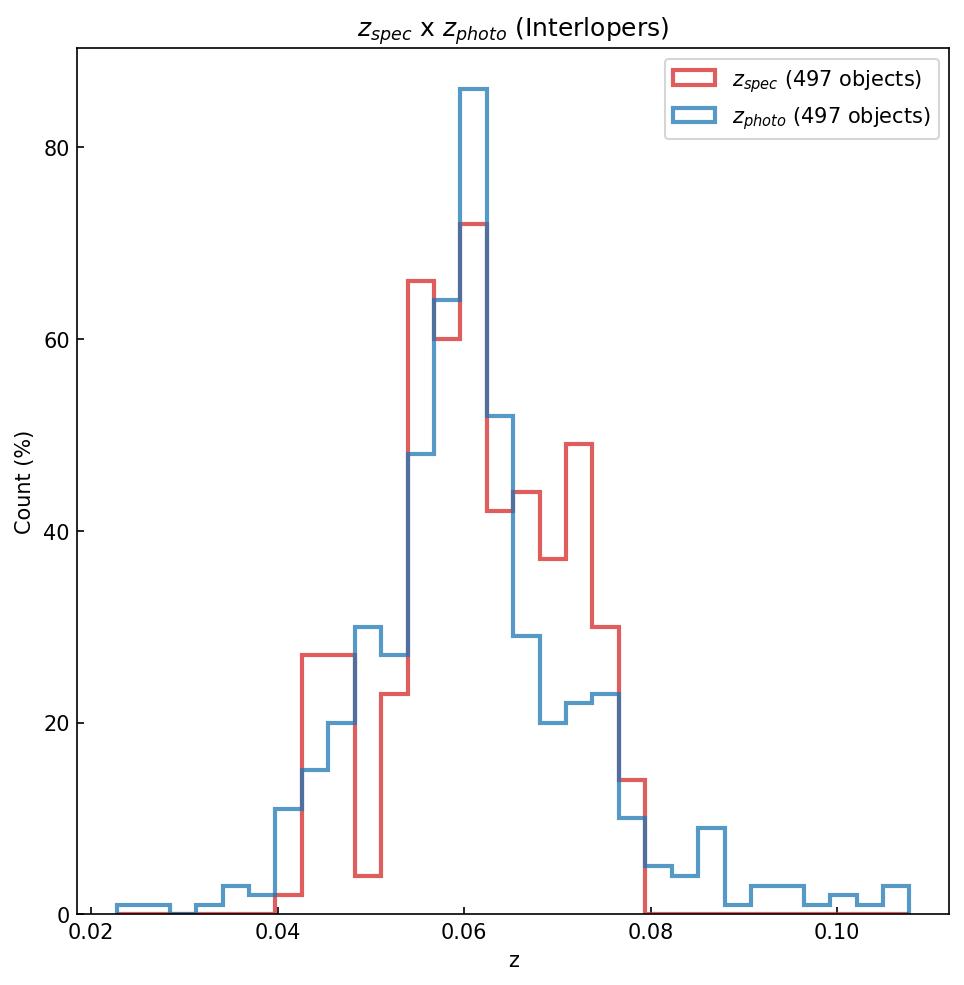 z_spec x z_photo (Interlopers)
z_spec (497 objects)
z_photo (497 objects)
Count (%)
80
60
40
20
0
0.02 0.04 0.06 0.08 0.10
z